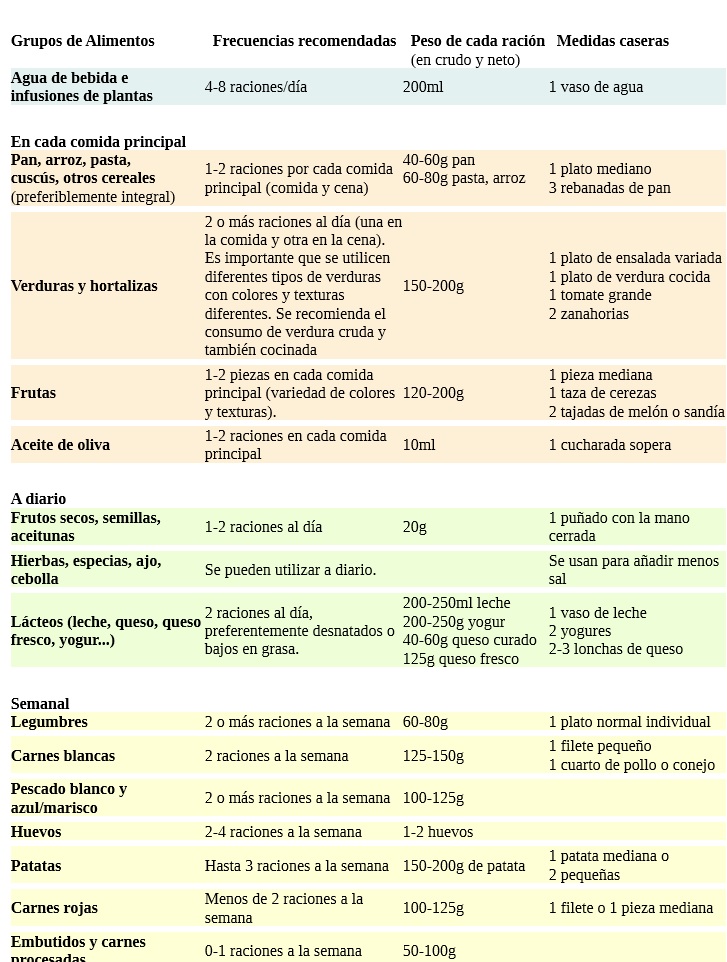 Grupos de Alimentos Frecuencias recomendadas Peso de cada ración Medidas caseras
(en crudo y neto)
Agua de bebida e
infusiones de plantas
4-8 raciones/día
200ml
1 vaso de agua
En cada comida principal
Pan, arroz, pasta,
cuscús, otros cereales
(preferiblemente integral)
1-2 raciones por cada comida
principal (comida y cena)
40-60g pan
60-80g pasta, arroz
1 plato mediano
3 rebanadas de pan
Verduras y hortalizas
2 o más raciones al día (una en
la comida y otra en la cena).
Es importante que se utilicen
diferentes tipos de verduras
con colores y texturas
diferentes. Se recomienda el
consumo de verdura cruda y
también cocinada
150-200g
1 plato de ensalada variada
1 plato de verdura cocida
1 tomate grande
2 zanahorias
Frutas
1-2 piezas en cada comida
principal (variedad de colores
y texturas).
120-200g
1 pieza mediana
1 taza de cerezas
2 tajadas de melón o sandía
Aceite de oliva
1-2 raciones en cada comida
principal
10ml
1 cucharada sopera
A diario
Frutos secos, semillas,
aceitunas
1-2 raciones al día
20g
1 puñado con la mano
cerrada
Hierbas, especias, ajo,
cebolla
Se pueden utilizar a diario.
Se usan para añadir menos
sal
Lácteos (leche, queso, queso
fresco, yogur...)
2 raciones al día,
preferentemente desnatados o
bajos en grasa.
200-250ml leche
200-250g yogur
40-60g queso curado
125g queso fresco
1 vaso de leche
2 yogures
2-3 lonchas de queso
Semanal
Legumbres
2 o más raciones a la semana
60-80g
1 plato normal individual
Carnes blancas
2 raciones a la semana
125-150g
1 filete pequeño
1 cuarto de pollo o conejo
Pescado blanco y
azul/marisco
2 o más raciones a la semana
100-125g
Huevos
2-4 raciones a la semana
1-2 huevos
Patatas
Hasta 3 raciones a la semana
150-200g de patata
1 patata mediana o
2 pequeñas
Carnes rojas
Menos de 2 raciones a la
semana
100-125g
1 filete o 1 pieza mediana
Embutidos y carnes
procesadas
0-1 raciones a la semana
50-100g